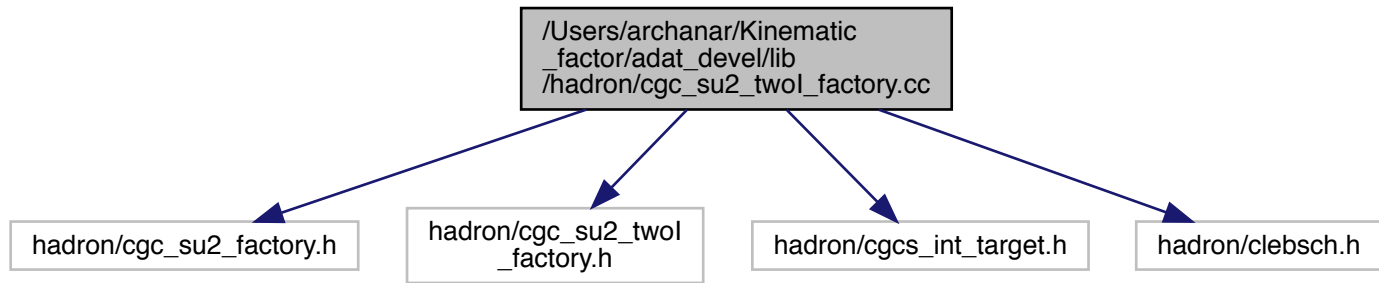 /Users/archanar/Kinematic
_factor/adat_devel/lib
/hadron/cgc_su2_twoI_factory.cc
hadron/cgc_su2_factory.h
hadron/cgc_su2_twoI
_factory.h
hadron/cgcs_int_target.h
hadron/clebsch.h